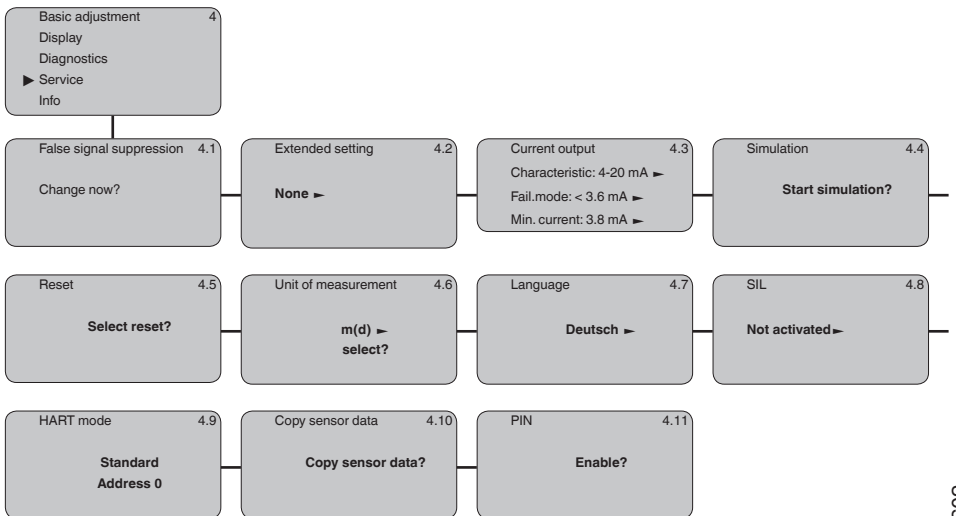 Basic adjustment 4
Display
Diagnostics
▶ Service
Info
False signal suppression 4.1
Change now?
Extended setting 4.2
None ►
Current output 4.3
Characteristic: 4-20 mA ►
Fail.mode: < 3.6 mA ►
Min. current: 3.8 mA ►
Simulation 4.4
Start simulation?
Reset 4.5
Select reset?
Unit of measurement 4.6
m(d) ►
select?
Language 4.7
Deutsch ►
SIL 4.8
Not activated ►
HART mode 4.9
Standard
Address 0
Copy sensor data 4.10
Copy sensor data?
PIN 4.11
Enable?